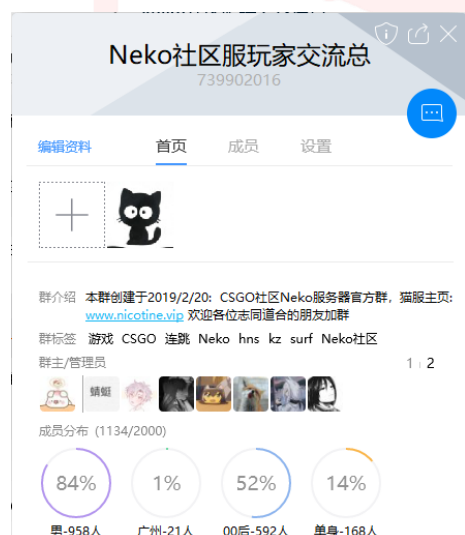 Neko社区服玩家交流总
739902016
编辑资料 首页 成员 设置
群介绍 本群创建于2019/2/20: CSGO社区Neko服务器官方群，猫服主页:
www.nicotine.vip 欢迎各位志同道合的朋友加群
群标签 游戏 CSGO 连跳 Neko hns kz surf Neko社区
群主/管理员 1 2
蜻蜓
成员分布 (1134/2000)
84% 1% 52% 14%
男-958人 广州-21人 00后-592人 单身-168人